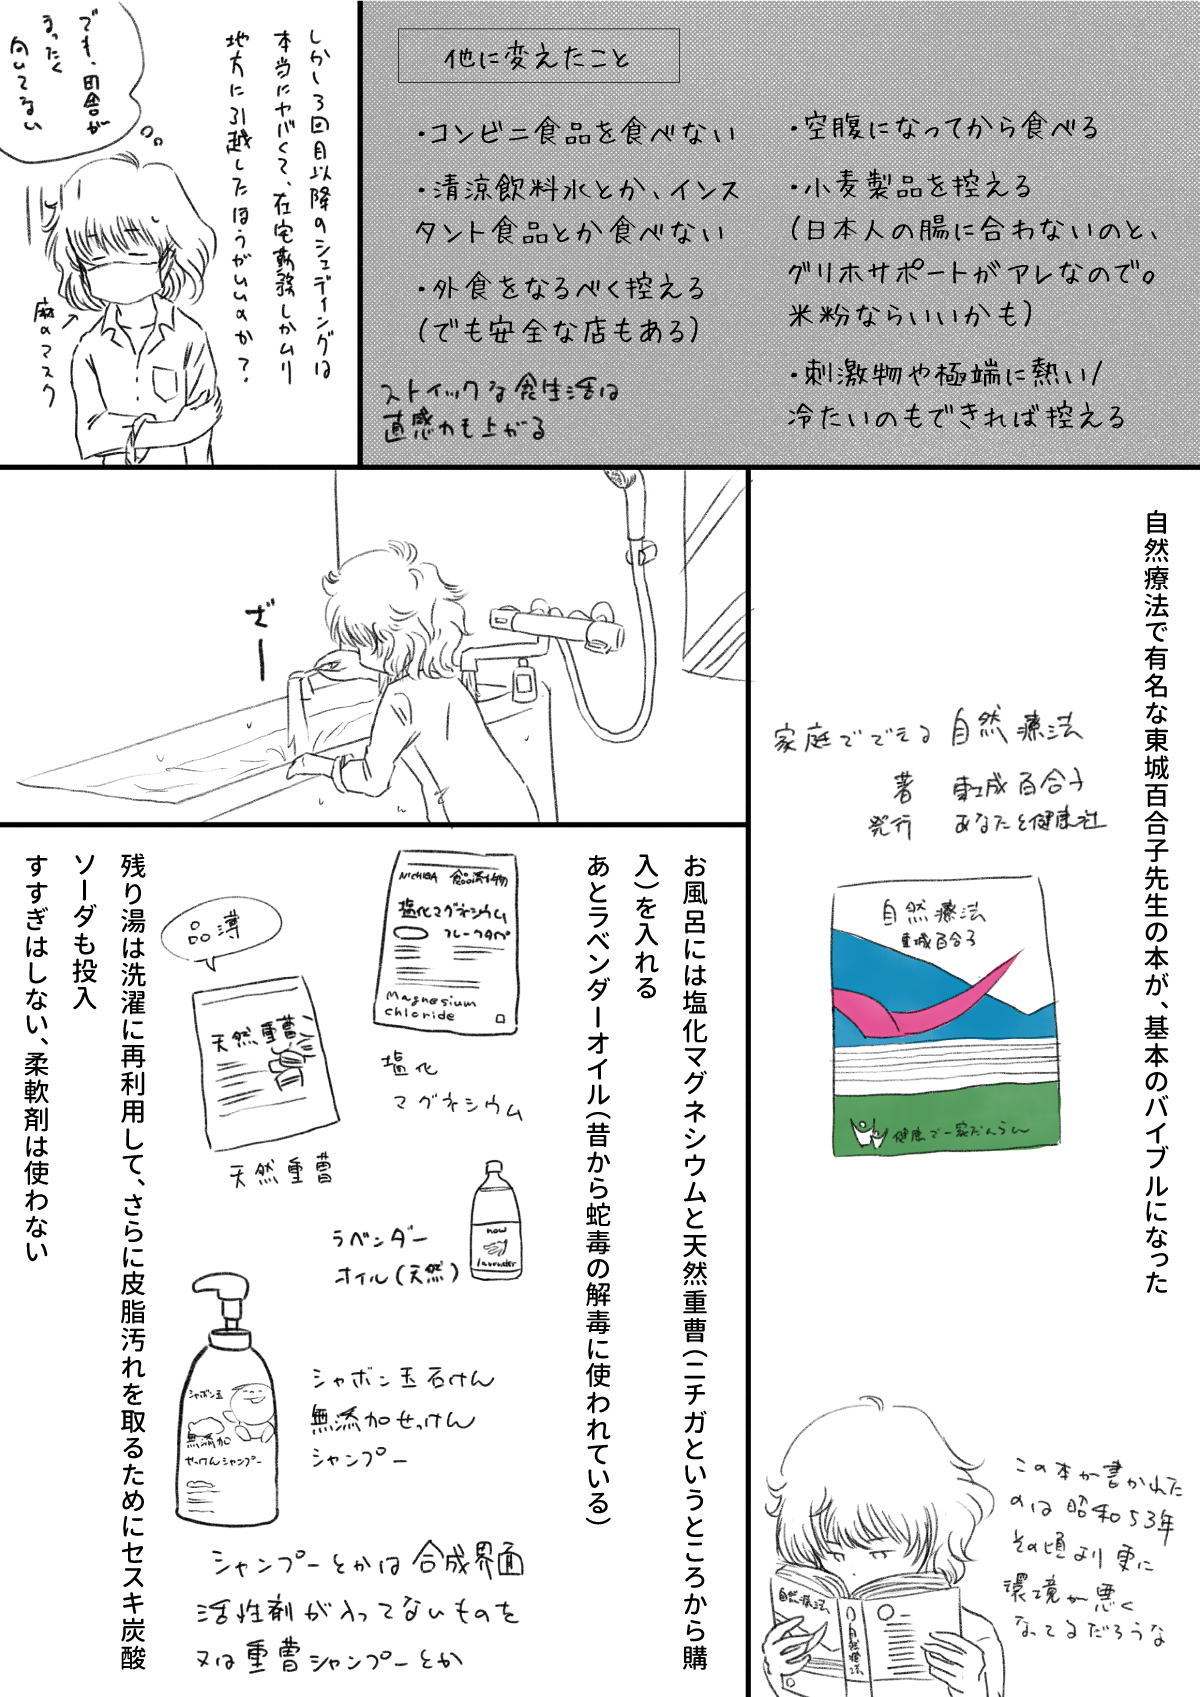 他に変えたこと
・空腹になってから食べる
・小麦製品を控える
（日本人の腸に合わないのと、
グリホサポートがアレなので。
米粉ならいいかも）
・刺激物や極端に熱い/
冷たいのもできれば控える
・コンビニ食品を食べない
・清涼飲料水とか、インス
タント食品とか食べない
・外食をなるべく控える
（でも安全な店もある）
ストイックな食生活は
直感力も上がる
しかし3回目以降のシェディングは
本当にヤバくて、在宅勤務しかムリ
地方に引越したほうがいいのか？
でも、田舎が
まったく
向いてない
麻のマスク
自然療法で有名な東城百合子先生の本が、基本のバイブルになった
家庭でできる 自然療法
著 東城百合子
発行 あなたと健康社
自然療法
東城百合子
健康で一家だんらん
この本が書かれた
のは昭和53年
その頃より更に
環境が悪く
なってるだろうな
自然療法
自然療法
ざー
お風呂には塩化マグネシウムと天然重曹（ニチガというところから購
入）を入れる
あとラベンダーオイル（昔から蛇毒の解毒に使われている）
NICHIGA 食品添加物
塩化マグネシウム
フレークタイプ
Magnesium
chloride
塩化
マグネシウム
品薄
天然重曹
天然重曹
ラベンダー
オイル（天然）
now
lavender
シャボン玉
無添加
せっけんシャンプー
シャボン玉石けん
無添加せっけん
シャンプー
シャンプーとかは合成界面
活性剤が入ってないものを
又は重曹シャンプーとか
残り湯は洗濯に再利用して、さらに皮脂汚れを取るためにセスキ炭酸
ソーダも投入
すすぎはしない、柔軟剤は使わない